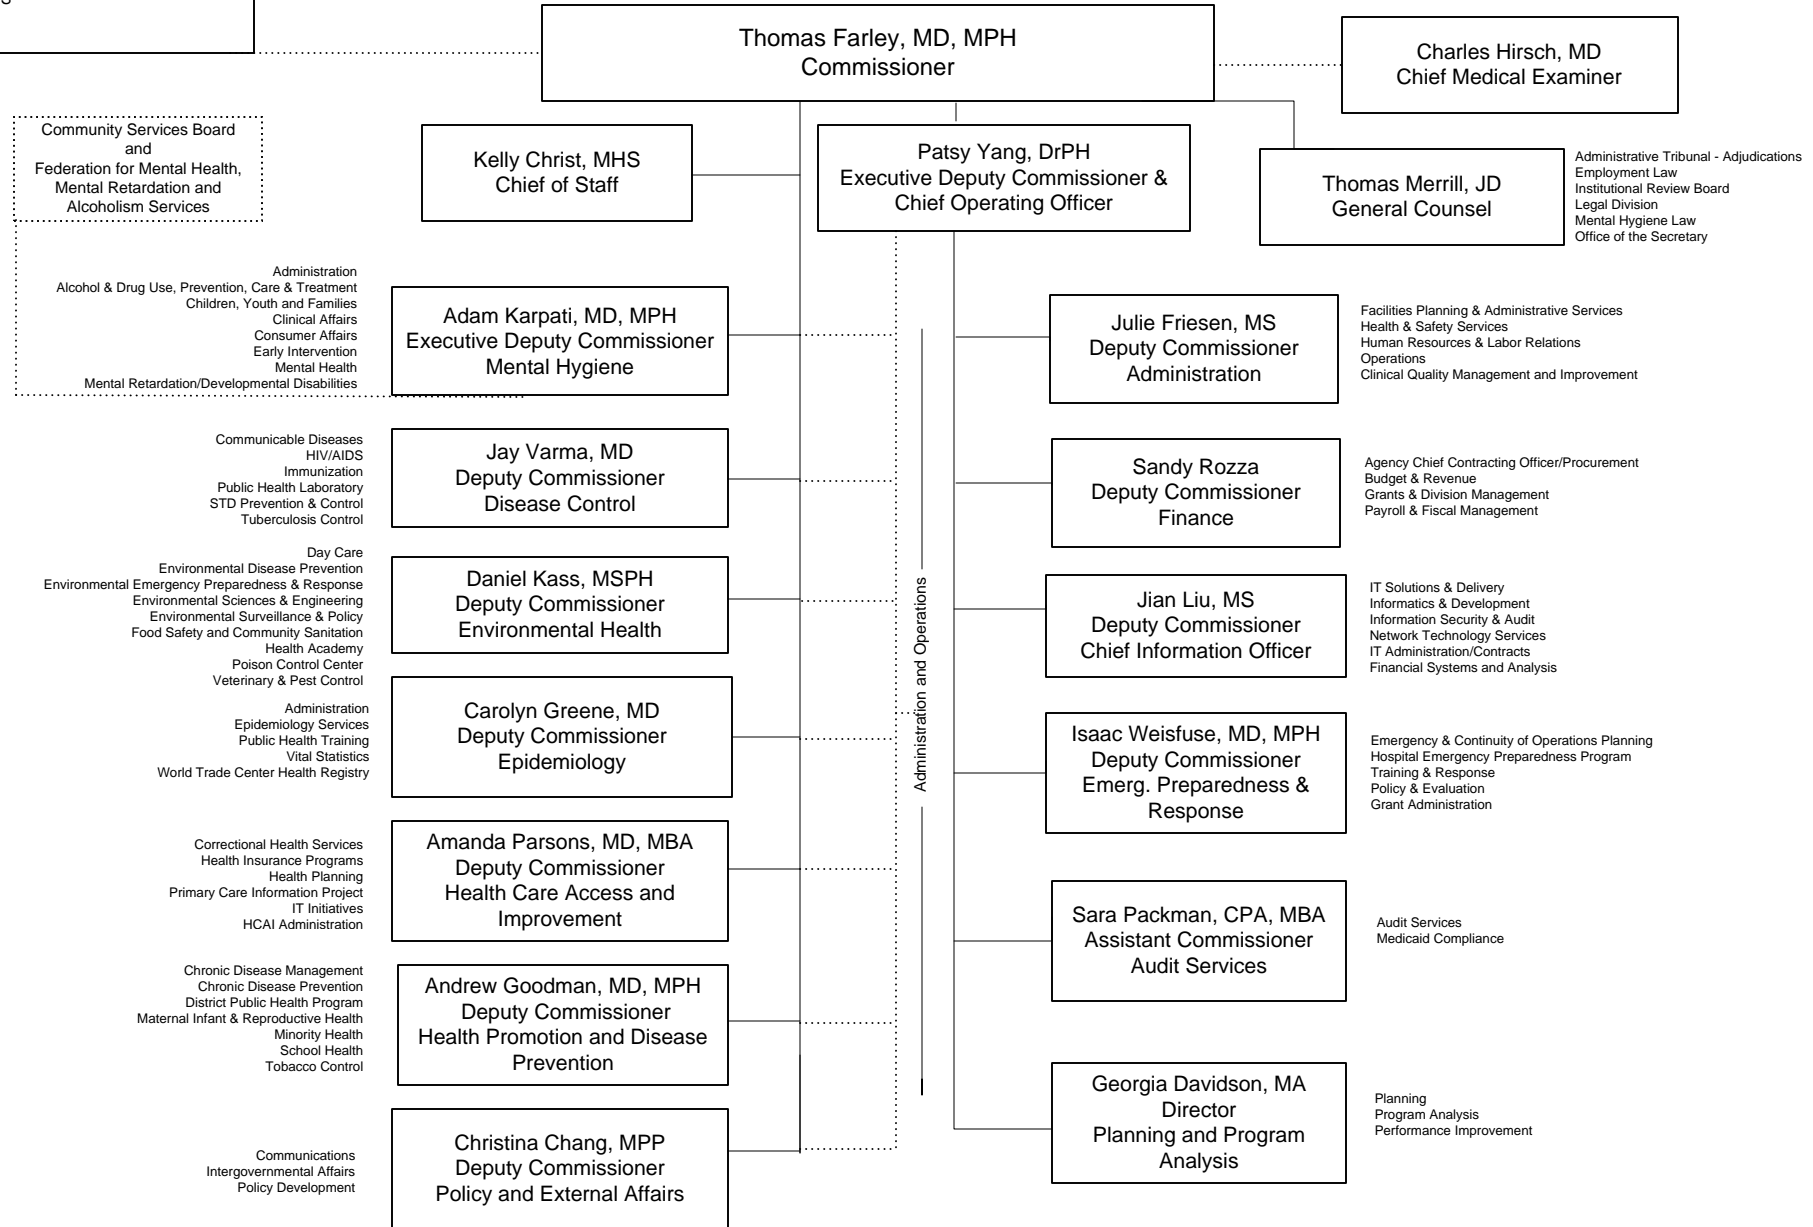 Thomas Farley, MD, MPH
Commissioner
Charles Hirsch, MD
Chief Medical Examiner
Community Services Board
and
Federation for Mental Health,
Mental Retardation and
Alcoholism Services
Kelly Christ, MHS
Chief of Staff
Patsy Yang, DrPH
Executive Deputy Commissioner &
Chief Operating Officer
Thomas Merrill, JD
General Counsel
Administrative Tribunal - Adjudications
Employment Law
Institutional Review Board
Legal Division
Mental Hygiene Law
Office of the Secretary
Administration
Alcohol & Drug Use, Prevention, Care & Treatment
Children, Youth and Families
Clinical Affairs
Consumer Affairs
Early Intervention
Mental Health
Mental Retardation/Developmental Disabilities
Adam Karpati, MD, MPH
Executive Deputy Commissioner
Mental Hygiene
Julie Friesen, MS
Deputy Commissioner
Administration
Facilities Planning & Administrative Services
Health & Safety Services
Human Resources & Labor Relations
Operations
Clinical Quality Management and Improvement
Communicable Diseases
HIV/AIDS
Immunization
Public Health Laboratory
STD Prevention & Control
Tuberculosis Control
Jay Varma, MD
Deputy Commissioner
Disease Control
Sandy Rozza
Deputy Commissioner
Finance
Agency Chief Contracting Officer/Procurement
Budget & Revenue
Grants & Division Management
Payroll & Fiscal Management
Day Care
Environmental Disease Prevention
Environmental Emergency Preparedness & Response
Environmental Sciences & Engineering
Environmental Surveillance & Policy
Food Safety and Community Sanitation
Health Academy
Poison Control Center
Veterinary & Pest Control
Daniel Kass, MSPH
Deputy Commissioner
Environmental Health
Administration and Operations
Jian Liu, MS
Deputy Commissioner
Chief Information Officer
IT Solutions & Delivery
Informatics & Development
Information Security & Audit
Network Technology Services
IT Administration/Contracts
Financial Systems and Analysis
Administration
Epidemiology Services
Public Health Training
Vital Statistics
World Trade Center Health Registry
Carolyn Greene, MD
Deputy Commissioner
Epidemiology
Isaac Weisfuse, MD, MPH
Deputy Commissioner
Emerg. Preparedness &
Response
Emergency & Continuity of Operations Planning
Hospital Emergency Preparedness Program
Training & Response
Policy & Evaluation
Grant Administration
Correctional Health Services
Health Insurance Programs
Health Planning
Primary Care Information Project
IT Initiatives
HCAI Administration
Amanda Parsons, MD, MBA
Deputy Commissioner
Health Care Access and
Improvement
Sara Packman, CPA, MBA
Assistant Commissioner
Audit Services
Audit Services
Medicaid Compliance
Chronic Disease Management
Chronic Disease Prevention
District Public Health Program
Maternal Infant & Reproductive Health
Minority Health
School Health
Tobacco Control
Andrew Goodman, MD, MPH
Deputy Commissioner
Health Promotion and Disease
Prevention
Georgia Davidson, MA
Director
Planning and Program
Analysis
Planning
Program Analysis
Performance Improvement
Communications
Intergovernmental Affairs
Policy Development
Christina Chang, MPP
Deputy Commissioner
Policy and External Affairs